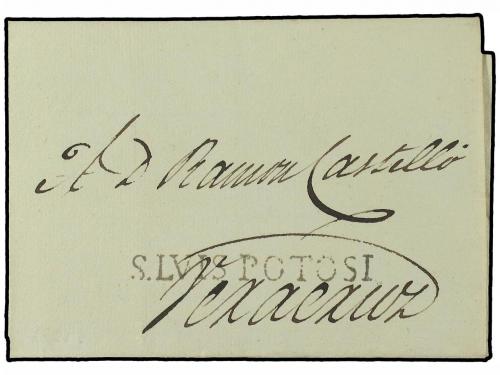 A D Ramon Castillo
S.LVIS POTOSI
Veracruz